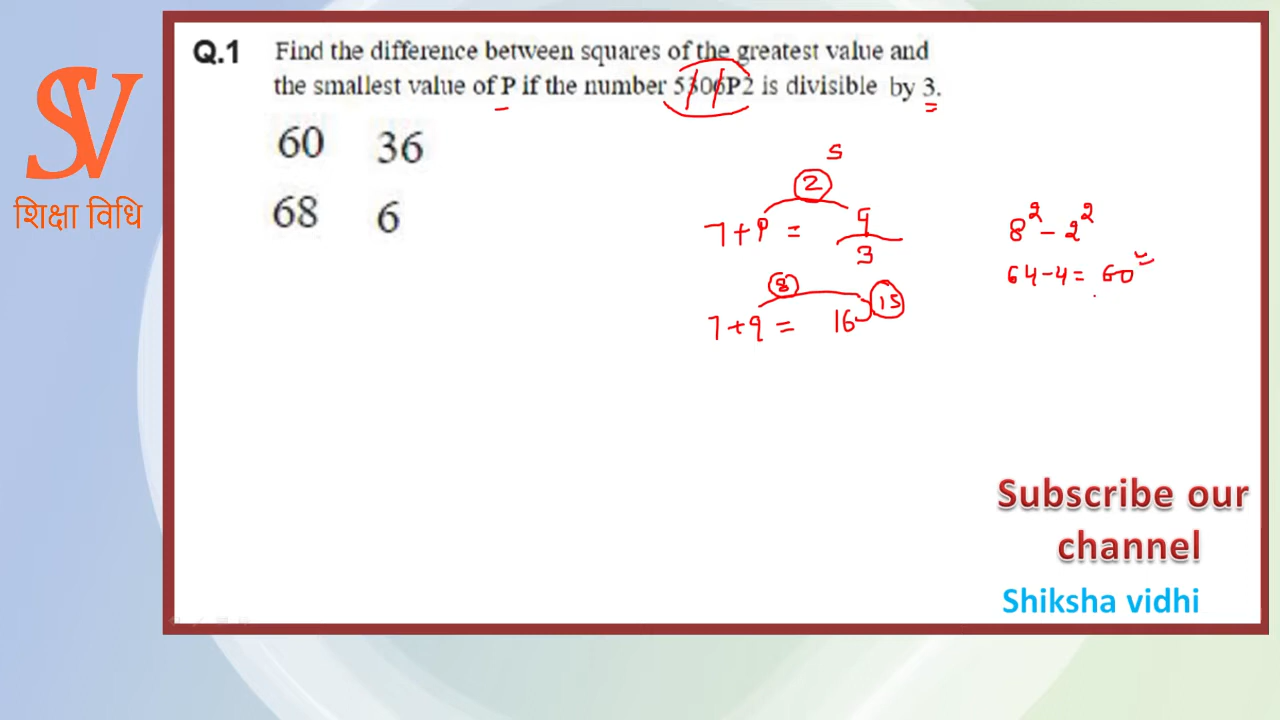 SV
शिक्षा विधि
Q.1 Find the difference between squares of the greatest value and
the smallest value of P if the number 5306P2 is divisible by 3.
60 36
68 6
5
2
7+P = 9
3
8
7+9 = 16 15
8² - 2²
64-4 = 60
Subscribe our
channel
Shiksha vidhi